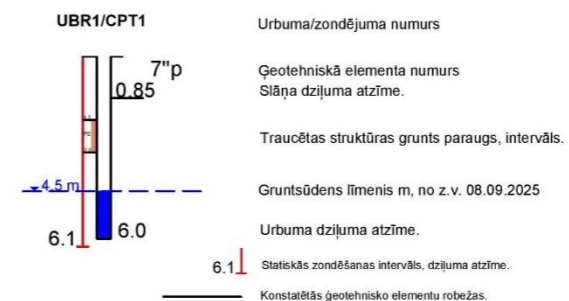 UBR1/CPT1 Urbuma/zondējuma numurs
7"p Ģeotehniskā elementa numurs
0.85 Slāņa dziļuma atzīme.
Traucētas struktūras grunts paraugs, intervāls.
4.5 m Gruntsūdens līmenis m, no z.v. 08.09.2025
6.1 6.0 Urbuma dziļuma atzīme.
6.1 Statiskās zondēšanas intervāls, dziļuma atzīme.
Konstatētās ģeotehnisko elementu robežas.